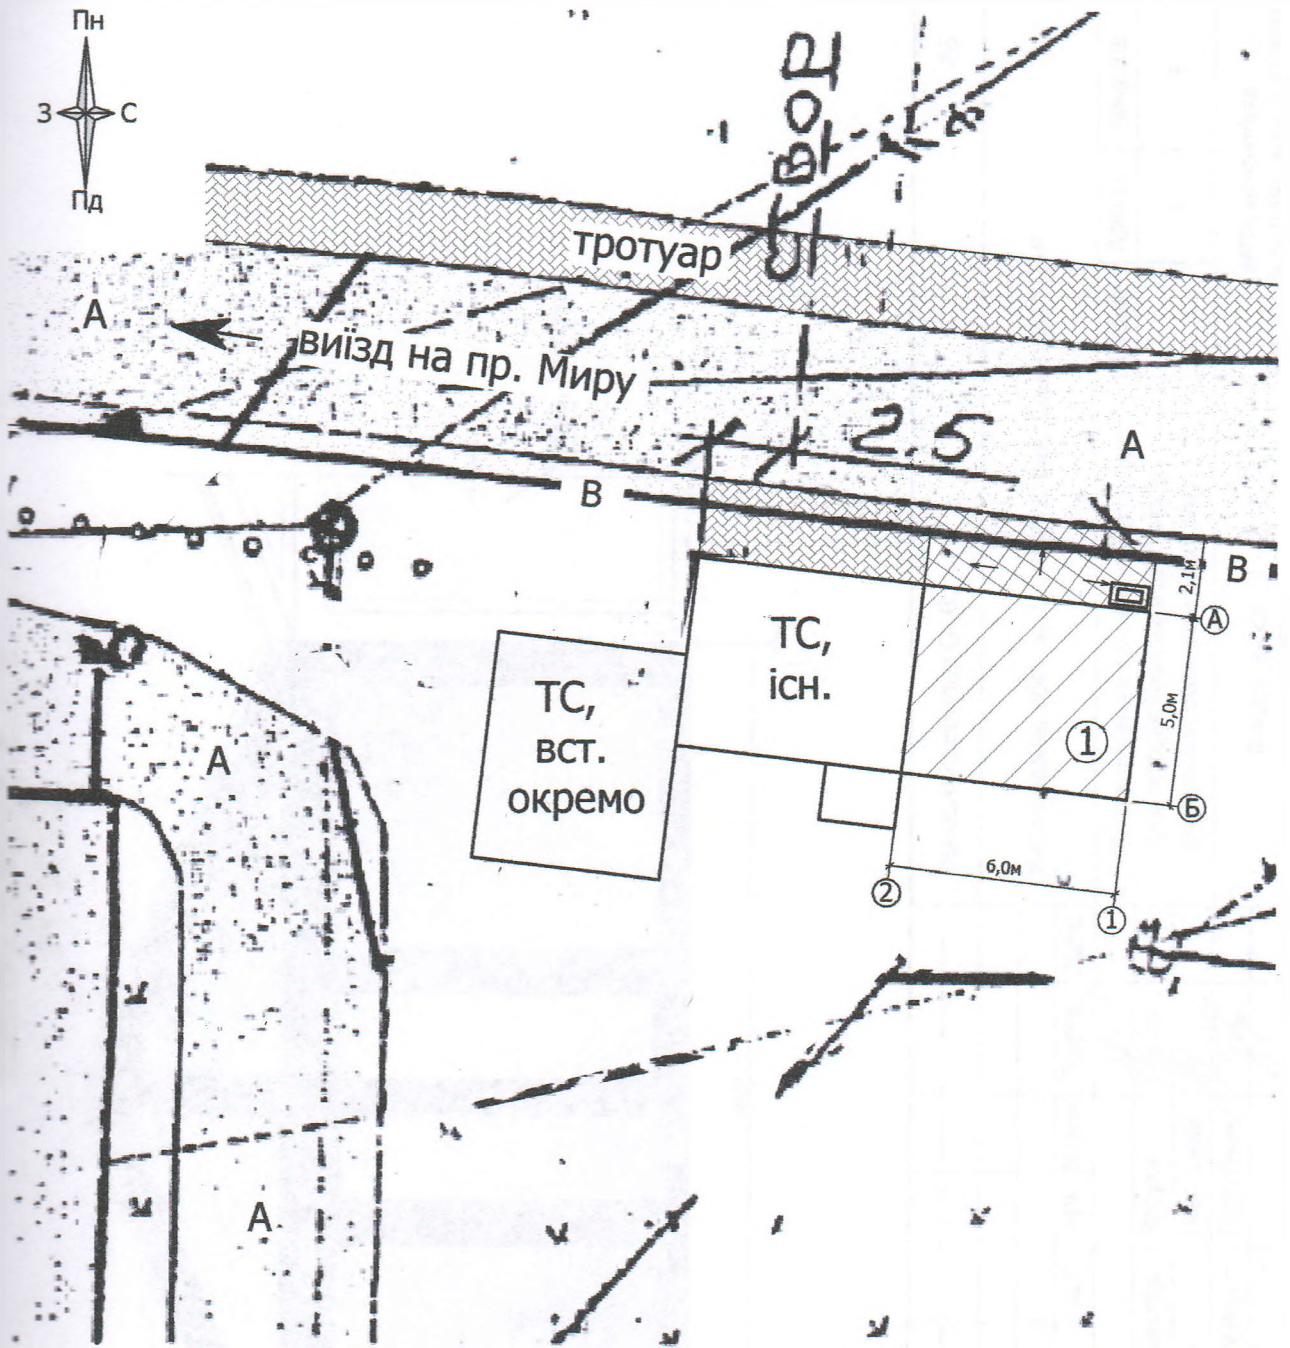 Пн
З
С
Пд
С ВОД
тротуар
А
виїзд на пр. Миру
2.5
А
В
В
2,1м
А
ТС,
існ.
ТС,
вст.
окремо
5,0м
1
А
Б
6,0м
2
1
К
К
А